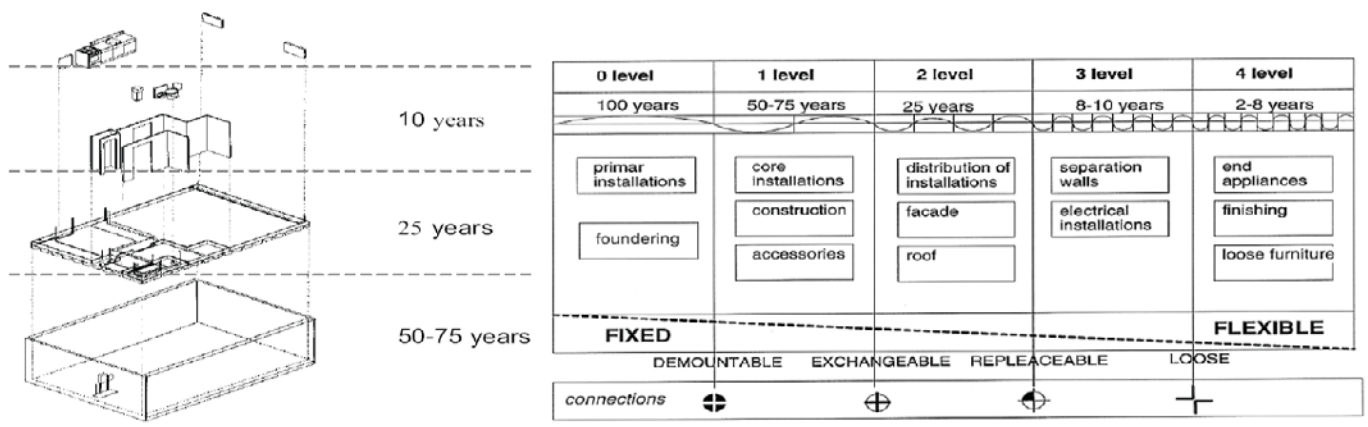 10 years
25 years
50-75 years
0 level 1 level 2 level 3 level 4 level
100 years 50-75 years 25 years 8-10 years 2-8 years
primar
installations
core
installations
distribution of
installations
separation
walls
end
appliances
foundering
construction
facade
electrical
installations
finishing
accessories
roof
loose furniture
FIXED FLEXIBLE
DEMOUNTABLE EXCHANGEABLE REPLEACEABLE LOOSE
connections